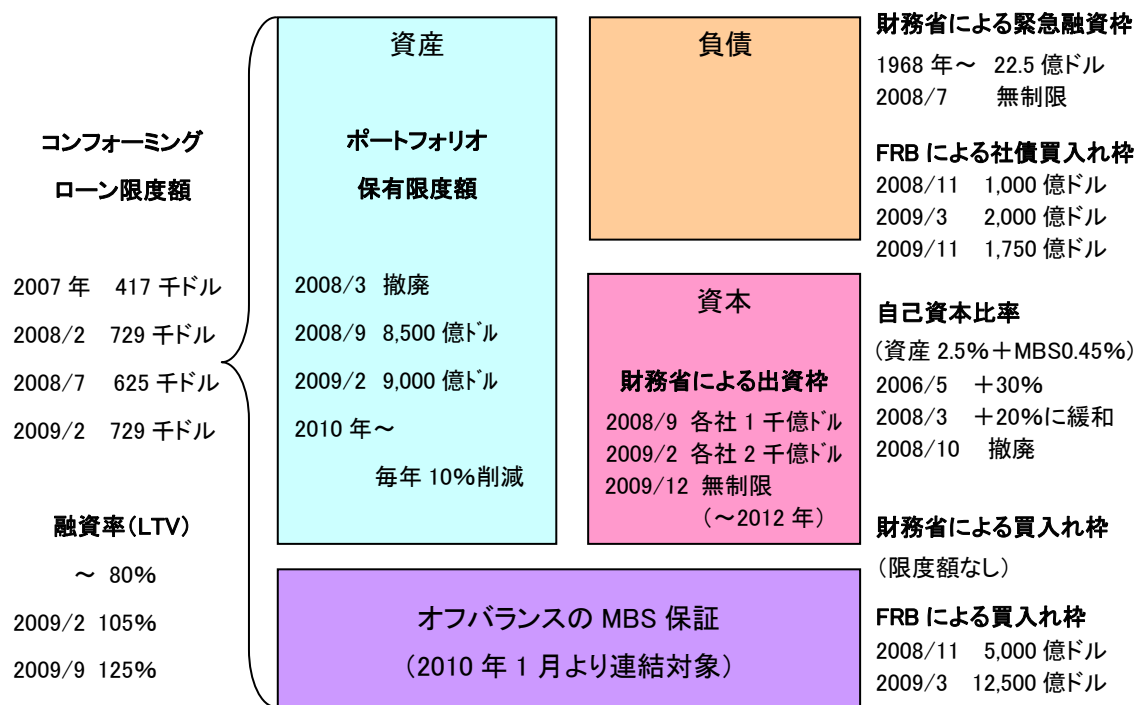 コンフォーミング
ローン限度額
2007 年 417 千ドル
2008/2 729 千ドル
2008/7 625 千ドル
2009/2 729 千ドル
融資率(LTV)
～ 80%
2009/2 105%
2009/9 125%
資産
ポートフォリオ
保有限度額
2008/3 撤廃
2008/9 8,500 億ドル
2009/2 9,000 億ドル
2010 年～
毎年 10%削減
負債
資本
財務省による出資枠
2008/9 各社 1 千億ドル
2009/2 各社 2 千億ドル
2009/12 無制限
(～2012 年)
オフバランスの MBS 保証
(2010 年 1 月より連結対象)
財務省による緊急融資枠
1968 年～ 22.5 億ドル
2008/7 無制限
FRB による社債買入れ枠
2008/11 1,000 億ドル
2009/3 2,000 億ドル
2009/11 1,750 億ドル
自己資本比率
(資産 2.5%＋MBS0.45%)
2006/5 ＋30%
2008/3 ＋20%に緩和
2008/10 撤廃
財務省による買入れ枠
(限度額なし)
FRB による買入れ枠
2008/11 5,000 億ドル
2009/3 12,500 億ドル